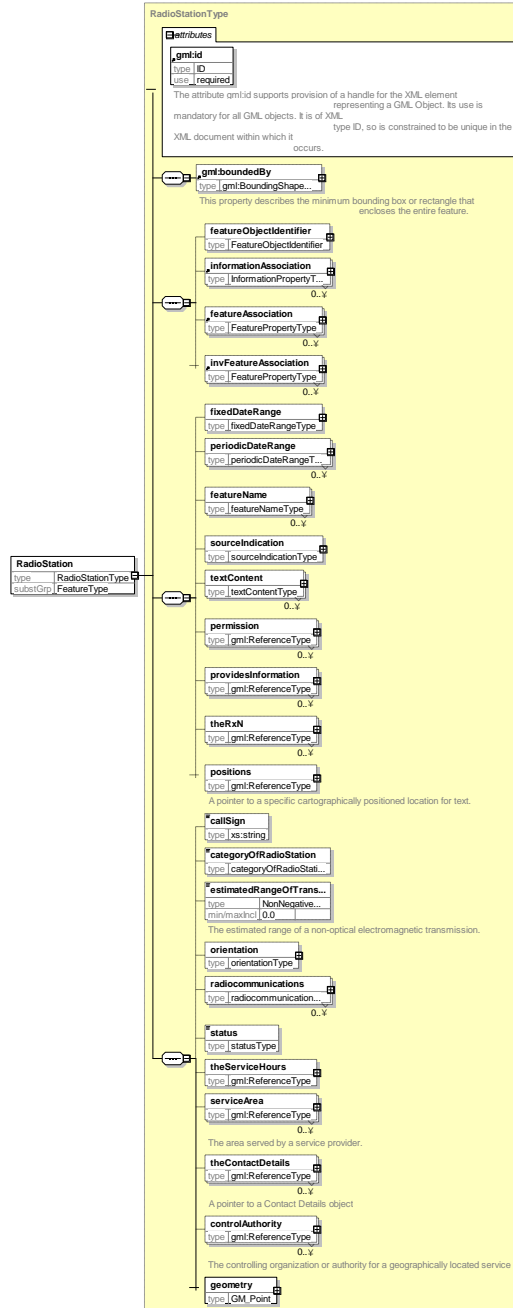 RadioStationType
attributes
gml:id
type ID
use required
The attribute gml:id supports provision of a handle for the XML element
representing a GML Object. Its use is
mandatory for all GML objects. It is of XML
type ID, so is constrained to be unique in the
XML document within which it
occurs.
gml:boundedBy
type gml:BoundingShape...
This property describes the minimum bounding box or rectangle that
encloses the entire feature.
featureObjectIdentifier
type FeatureObjectIdentifier
informationAssociation
type InformationPropertyT...
0..¥
featureAssociation
type FeaturePropertyType
0..¥
invFeatureAssociation
type FeaturePropertyType
0..¥
fixedDateRange
type fixedDateRangeType
periodicDateRange
type periodicDateRangeT...
0..¥
featureName
type featureNameType
0..¥
sourceIndication
type sourceIndicationType
RadioStation
type RadioStationType
substGrp FeatureType
textContent
type textContentType
0..¥
permission
type gml:ReferenceType
0..¥
providesInformation
type gml:ReferenceType
0..¥
theRxN
type gml:ReferenceType
0..¥
positions
type gml:ReferenceType
A pointer to a specific cartographically positioned location for text.
callSign
type xs:string
categoryOfRadioStation
type categoryOfRadioStati...
estimatedRangeOfTrans...
type NonNegative...
min/maxIncl 0.0
The estimated range of a non-optical electromagnetic transmission.
orientation
type orientationType
radiocommunications
type radiocommunication...
0..¥
status
type statusType
theServiceHours
type gml:ReferenceType
serviceArea
type gml:ReferenceType
0..¥
The area served by a service provider.
theContactDetails
type gml:ReferenceType
0..¥
A pointer to a Contact Details object
controlAuthority
type gml:ReferenceType
0..¥
The controlling organization or authority for a geographically located service
geometry
type GM_Point